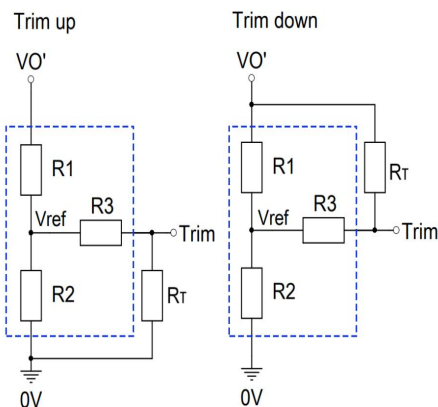 Trim up
VO'
R1
Vref
R3
Trim
R2
RT
0V
Trim down
VO'
R1
RT
Vref
R3
Trim
R2
0V